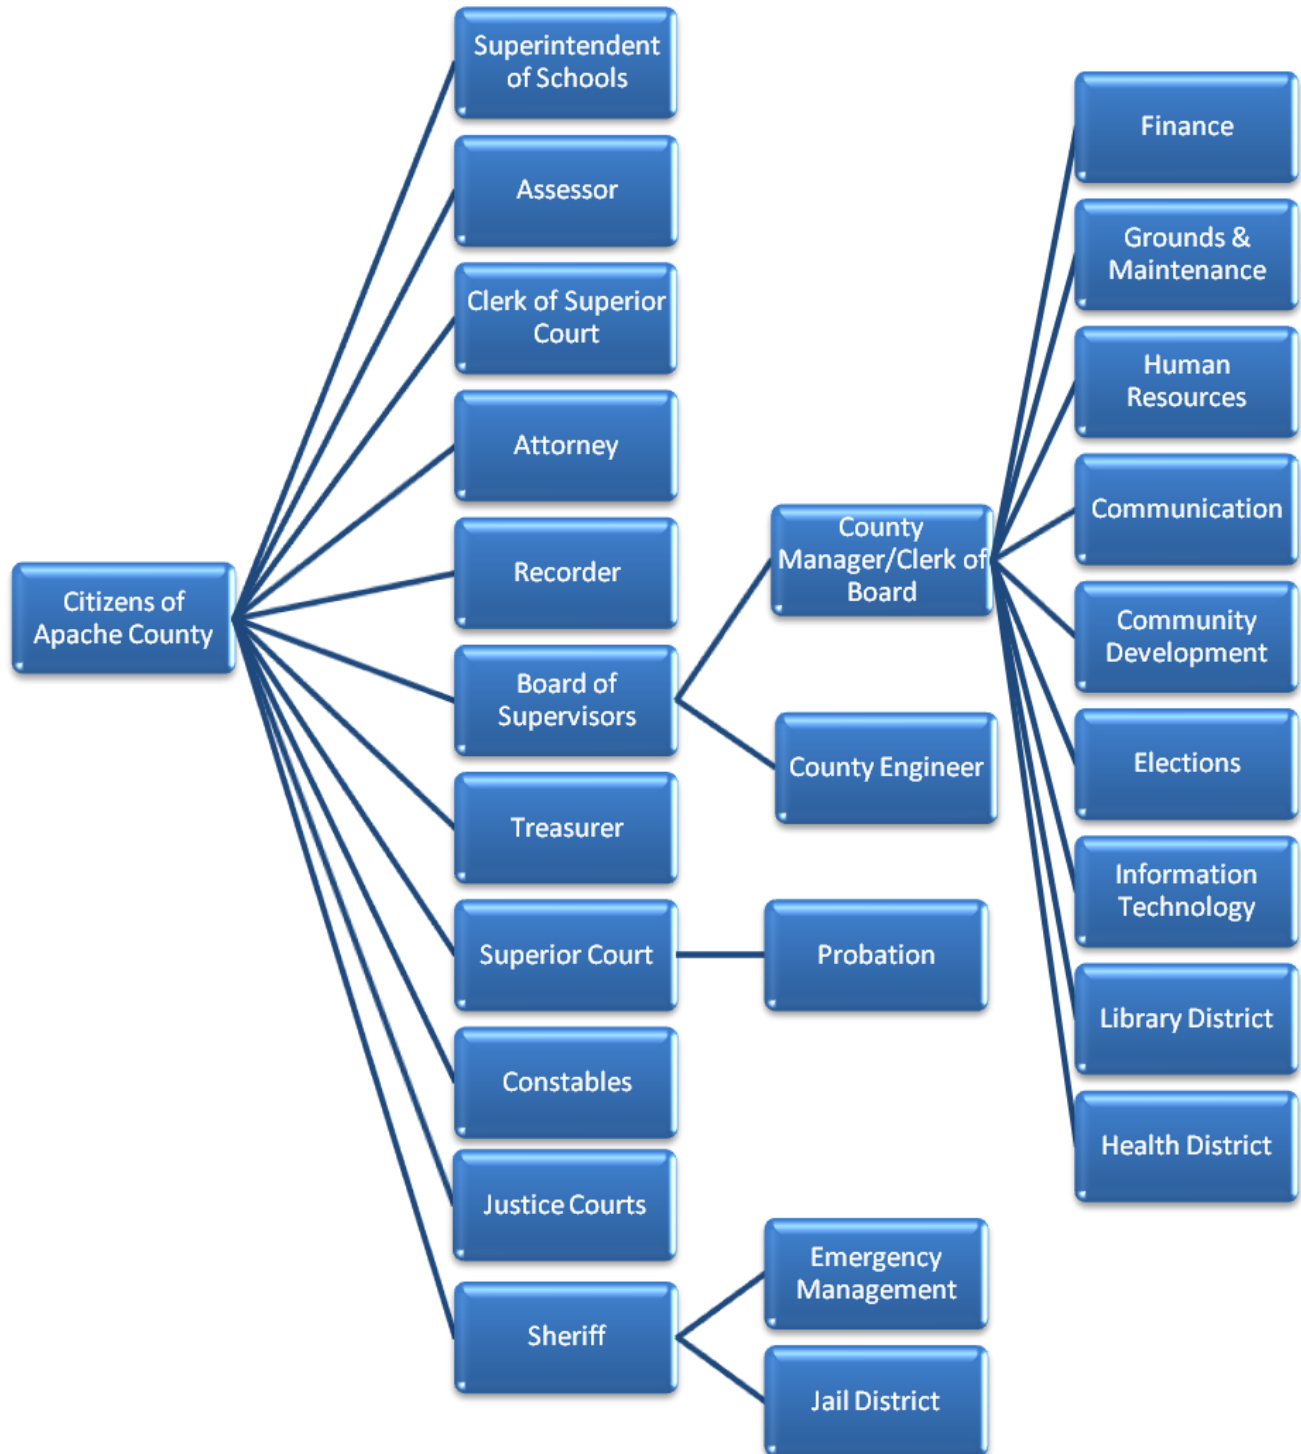 Citizens of
Apache County
Superintendent
of Schools
Assessor
Clerk of Superior
Court
Attorney
Recorder
Board of
Supervisors
Treasurer
Superior Court
Constables
Justice Courts
Sheriff
County
Manager/Clerk of
Board
County Engineer
Probation
Emergency
Management
Jail District
Finance
Grounds &
Maintenance
Human
Resources
Communication
Community
Development
Elections
Information
Technology
Library District
Health District